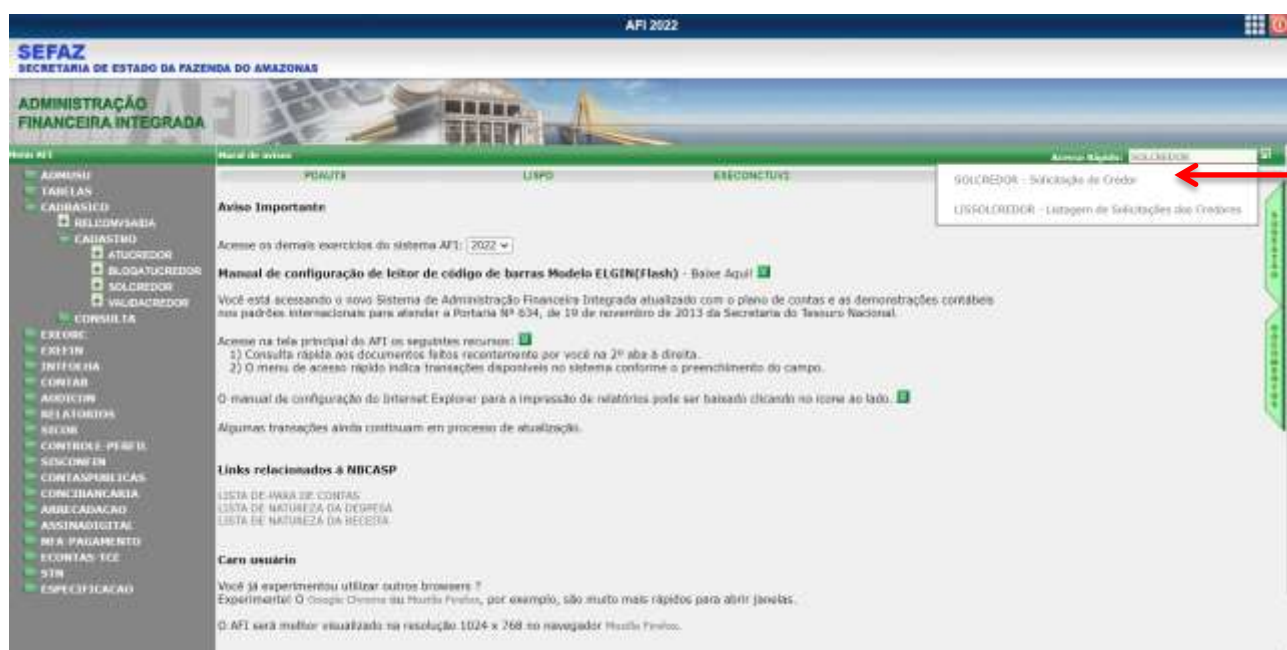 AFI 2022
SEFAZ
SECRETARIA DE ESTADO DA FAZENDA DO AMAZONAS
ADMINISTRAÇÃO
FINANCEIRA INTEGRADA
Menu AFI
Mural de avisos
Acesso Rápido: SOLCREDOR
SOLCREDOR - Solicitação de Credor
LISSOLCREDOR - Listagem de Solicitações dos Credores
ADMUSU
TABELAS
CADBASICO
RELCONVSAIDA
CADASTRO
ATUCREDOR
BLOQATUCREDOR
SOLCREDOR
VALIDACREDOR
CONSULTA
EXEORC
EXEFIN
INTFOLHA
CONTAB
AUDICON
RELATORIOS
SECOR
CONTROLE-PERFIL
SISCONFIN
CONTASPUBLICAS
CONCIBANCARIA
ARRECADACAO
ASSINADIGITAL
NFA-PAGAMENTO
ECONTAS-TCE
STN
ESPECIFICACAO
LISPD
Aviso Importante
Acesse os demais exercícios do sistema AFI: 2022
Manual de configuração de leitor de código de barras Modelo ELGIN(Flash) - Baixe Aqui!
Você está acessando o novo Sistema de Administração Financeira Integrada atualizado com o plano de contas e as demonstrações contábeis
nos padrões internacionais para atender a Portaria Nº 634, de 19 de novembro de 2013 da Secretaria do Tesouro Nacional.
Acesse na tela principal do AFI os seguintes recursos:
1) Consulta rápida aos documentos feitos recentemente por você na 2º aba à direita.
2) O menu de acesso rápido indica transações disponíveis no sistema conforme o preenchimento do campo.
O manual de configuração do Internet Explorer para a impressão de relatórios pode ser baixado clicando no ícone ao lado.
Algumas transações ainda continuam em processo de atualização.
Links relacionados à NBCASP
LISTA DE-PARA DE CONTAS
LISTA DE NATUREZA DA DESPESA
LISTA DE NATUREZA DA RECEITA
Caro usuário
Você já experimentou utilizar outros browsers ?
Experimente! O Google Chrome ou Mozilla Firefox, por exemplo, são muito mais rápidos para abrir janelas.
O AFI será melhor visualizado na resolução 1024 x 768 no navegador Mozilla Firefox.